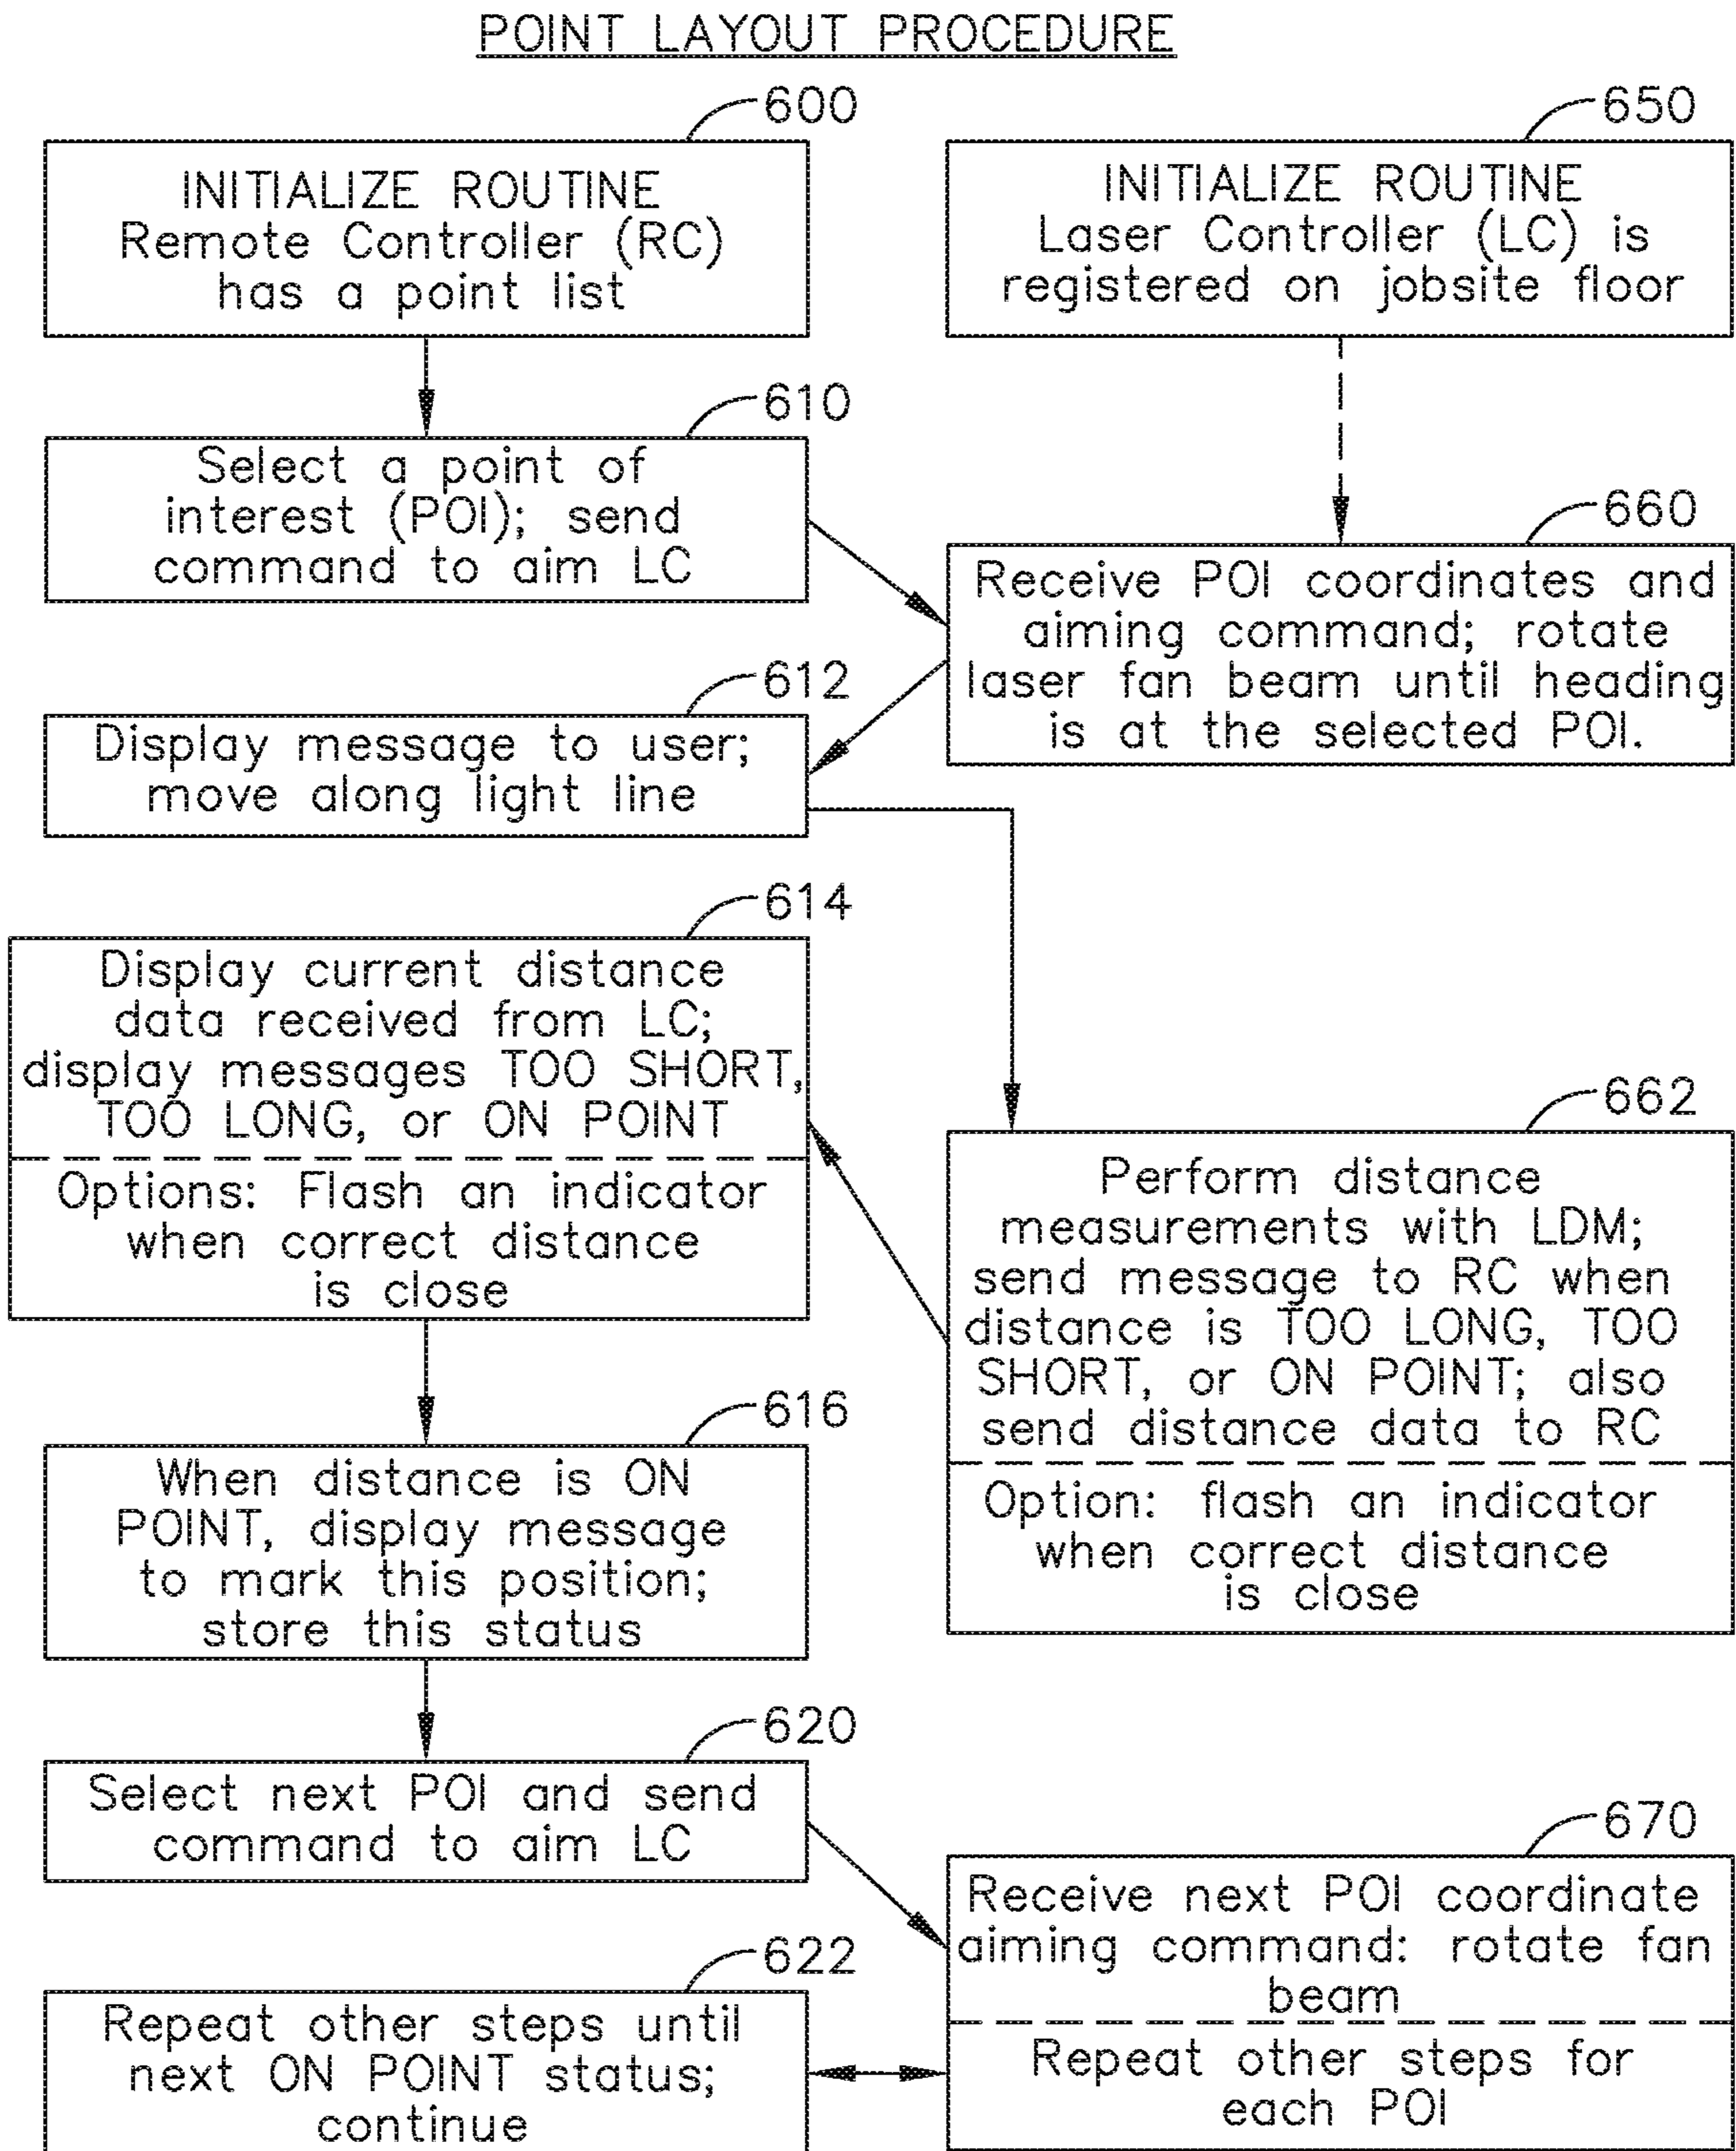 POINT LAYOUT PROCEDURE
600
INITIALIZE ROUTINE
Remote Controller (RC)
has a point list
650
INITIALIZE ROUTINE
Laser Controller (LC) is
registered on jobsite floor
610
Select a point of
interest (POI); send
command to aim LC
660
Receive POI coordinates and
aiming command; rotate
laser fan beam until heading
is at the selected POI.
612
Display message to user;
move along light line
614
Display current distance
data received from LC;
display messages TOO SHORT,
TOO LONG, or ON POINT
Options: Flash an indicator
when correct distance
is close
662
Perform distance
measurements with LDM;
send message to RC when
distance is TOO LONG, TOO
SHORT, or ON POINT; also
send distance data to RC
Option: flash an indicator
when correct distance
is close
616
When distance is ON
POINT, display message
to mark this position;
store this status
620
Select next POI and send
command to aim LC
670
Receive next POI coordinate
aiming command: rotate fan
beam
Repeat other steps for
each POI
622
Repeat other steps until
next ON POINT status;
continue